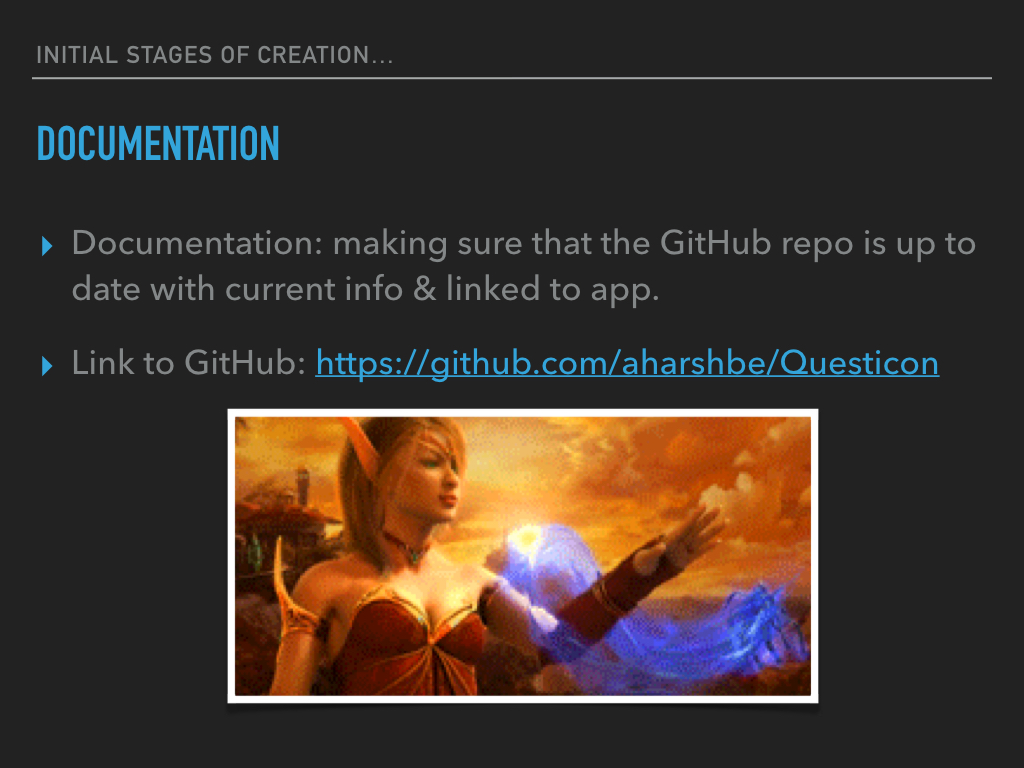 INITIAL STAGES OF CREATION…
DOCUMENTATION
▸ Documentation: making sure that the GitHub repo is up to
date with current info & linked to app.
▸ Link to GitHub: https://github.com/aharshbe/Questicon